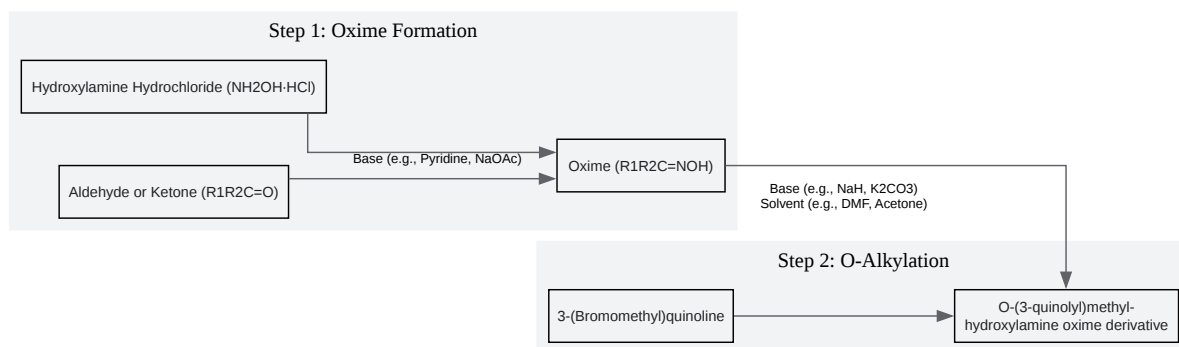 Step 1: Oxime Formation
Hydroxylamine Hydrochloride (NH2OH·HCl)
Base (e.g., Pyridine, NaOAc)
Aldehyde or Ketone (R1R2C=O)
Oxime (R1R2C=NOH)
Base (e.g., NaH, K2CO3)
Solvent (e.g., DMF, Acetone)
Step 2: O-Alkylation
3-(Bromomethyl)quinoline
O-(3-quinolyl)methyl-
hydroxylamine oxime derivative